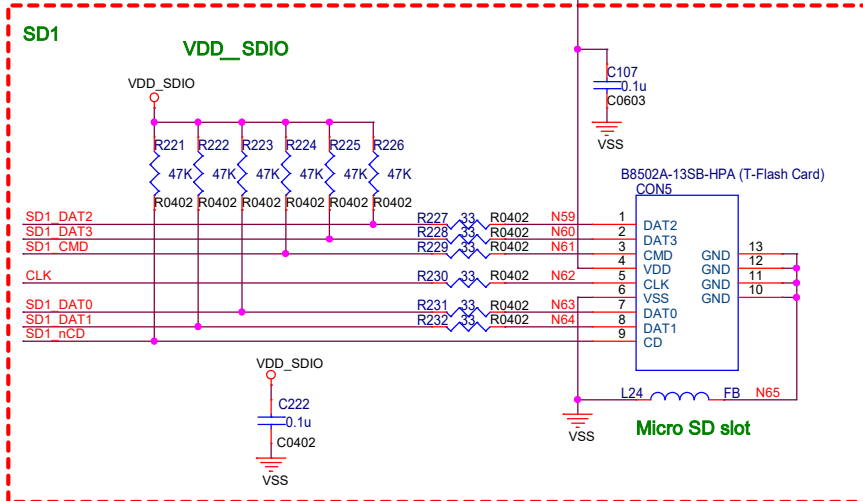 SD1
VDD__SDIO
VDD_SDIO
C107
0.1u
C0603
VSS
R221 R222 R223 R224 R225 R226
47K 47K 47K 47K 47K 47K
R0402 R0402 R0402 R0402 R0402 R0402
B8502A-13SB-HPA (T-Flash Card)
CON5
SD1_DAT2 R227 33 R0402 N59 1 DAT2
SD1_DAT3 R228 33 R0402 N60 2 DAT3
SD1_CMD R229 33 R0402 N61 3 CMD GND 13
4 VDD GND 12
CLK R230 33 R0402 N62 5 CLK GND 11
6 VSS GND 10
SD1_DAT0 R231 33 R0402 N63 7 DAT0
SD1_DAT1 R232 33 R0402 N64 8 DAT1
SD1_nCD 9 CD
VDD_SDIO
C222
0.1u
C0402
VSS
L24 FB N65
VSS
Micro SD slot